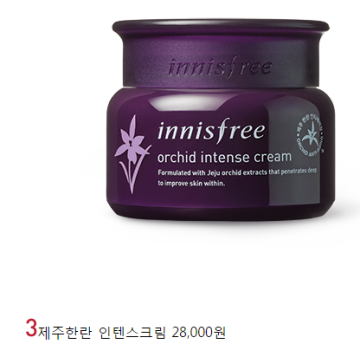 innisfree
innisfree
orchid intense cream
Formulated with Jeju orchid extracts that penetrates deep
to improve skin within.
3제주한란 인텐스크림 28,000원